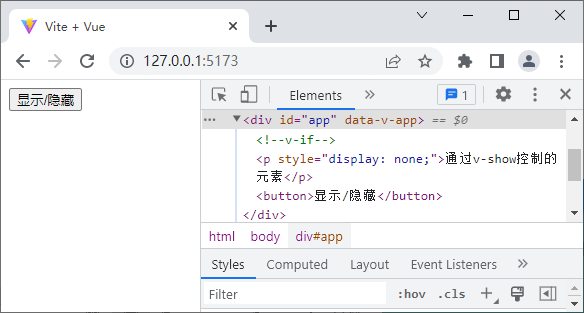 Vite + Vue
127.0.0.1:5173
显示/隐藏
Elements
1
<div id="app" data-v-app> == $0
<!--v-if-->
<p style="display: none;">通过v-show控制的
元素</p>
<button>显示/隐藏</button>
</div>
html body div#app
Styles Computed Layout Event Listeners
Filter :hov .cls